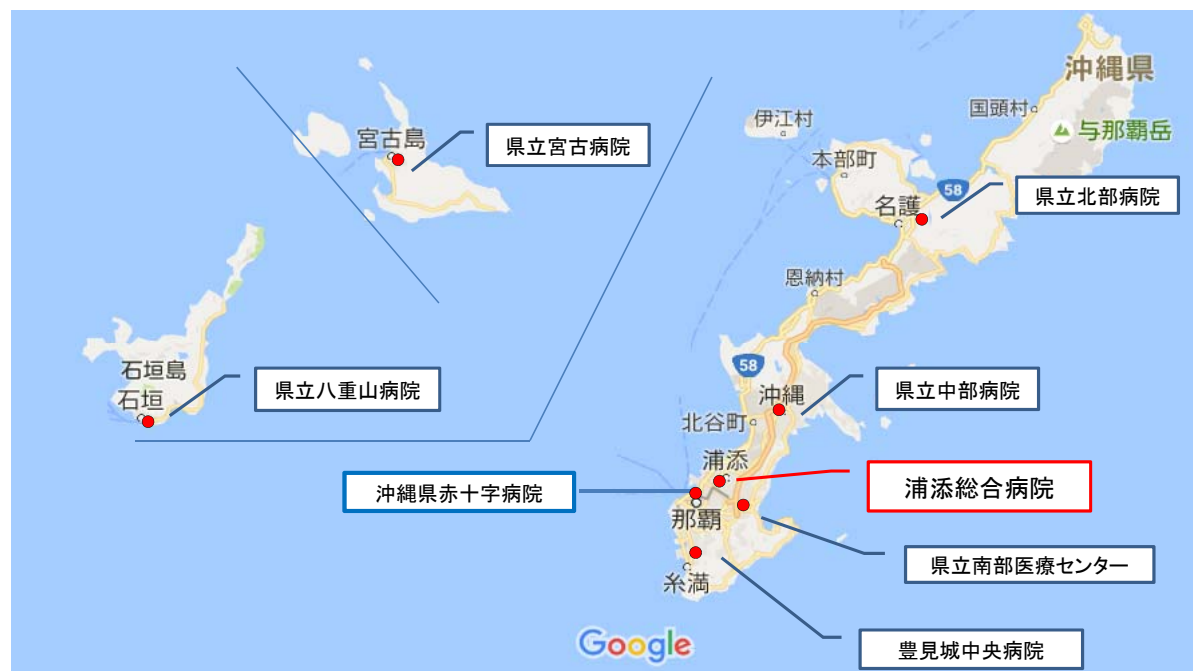 沖縄県
国頭村
与那覇岳
伊江村
本部町
58
県立北部病院
名護
宮古島
県立宮古病院
恩納村
58
石垣島
石垣
県立八重山病院
沖縄
県立中部病院
北谷町
浦添
浦添総合病院
沖縄県赤十字病院
那覇
県立南部医療センター
糸満
豊見城中央病院
Google